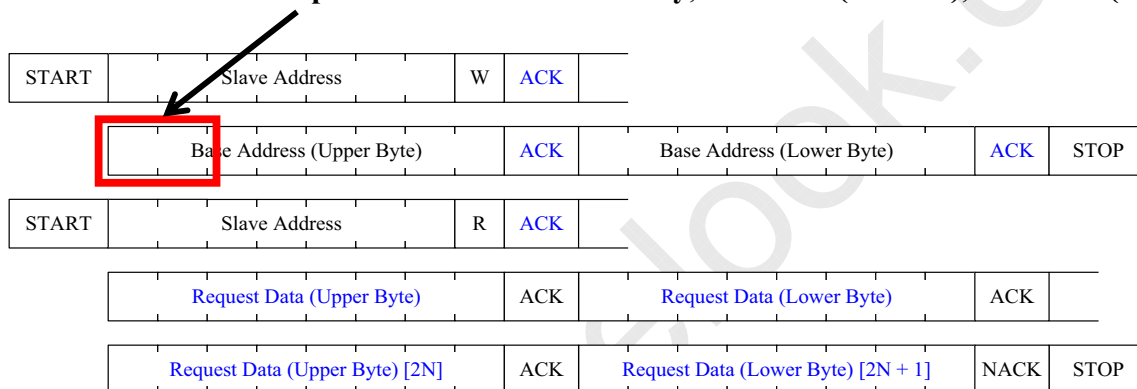 START Slave Address W ACK
Base Address (Upper Byte) ACK Base Address (Lower Byte) ACK STOP
START Slave Address R ACK
Request Data (Upper Byte) ACK Request Data (Lower Byte) ACK
Request Data (Upper Byte) [2N] ACK Request Data (Lower Byte) [2N + 1] NACK STOP